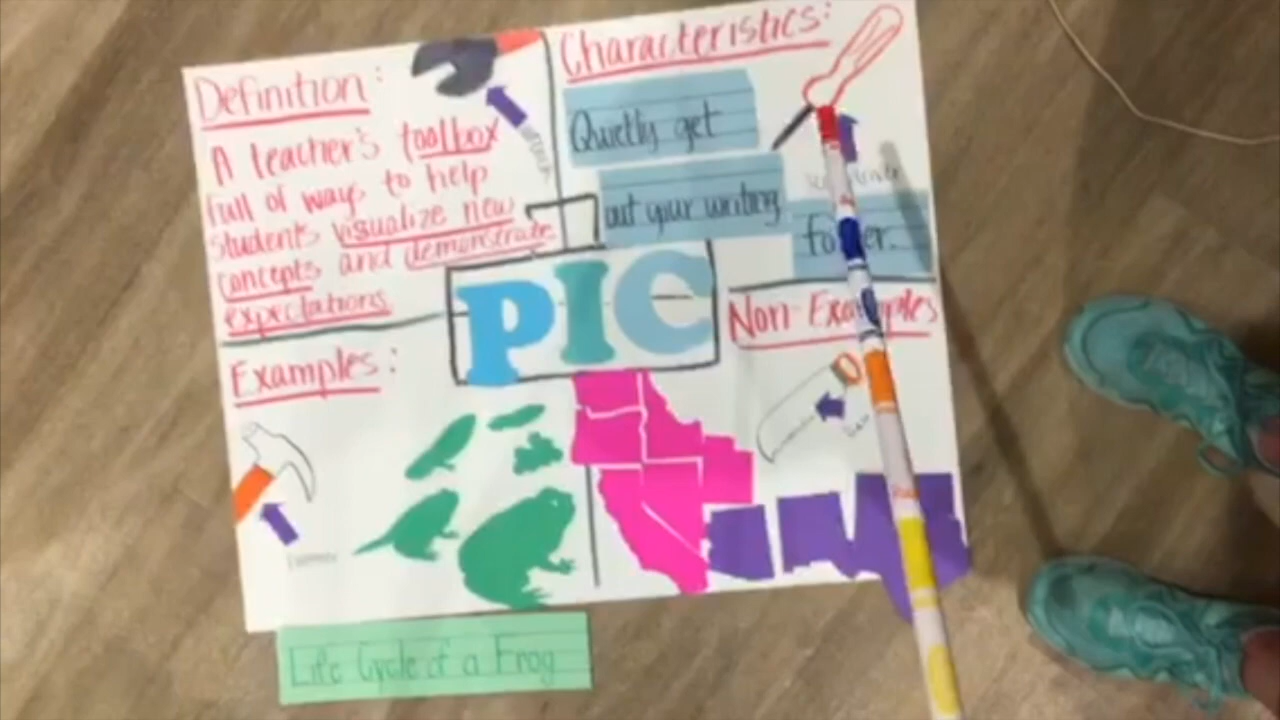 Definition:
A teacher's toolbox
full of ways to help
students visualize new
concepts and demonstrate
expectations
Characteristics:
Quietly get
out your writing
PIC
Non-Examples
Examples:
Life Cycle of a Frog